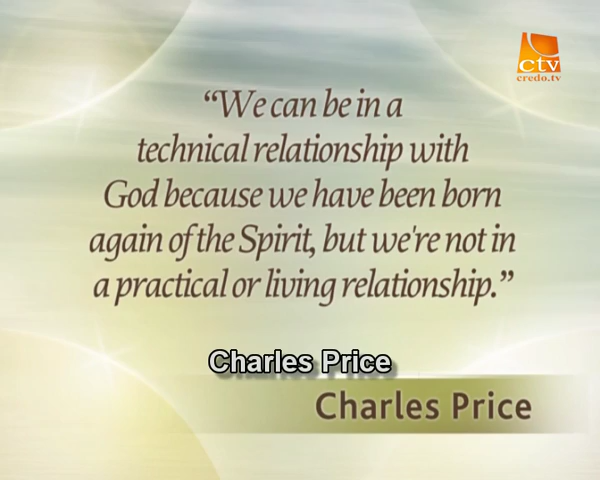 ctv
credo.tv
“We can be in a
technical relationship with
God because we have been born
again of the Spirit, but we're not in
a practical or living relationship.”
Charles Price
Charles Price